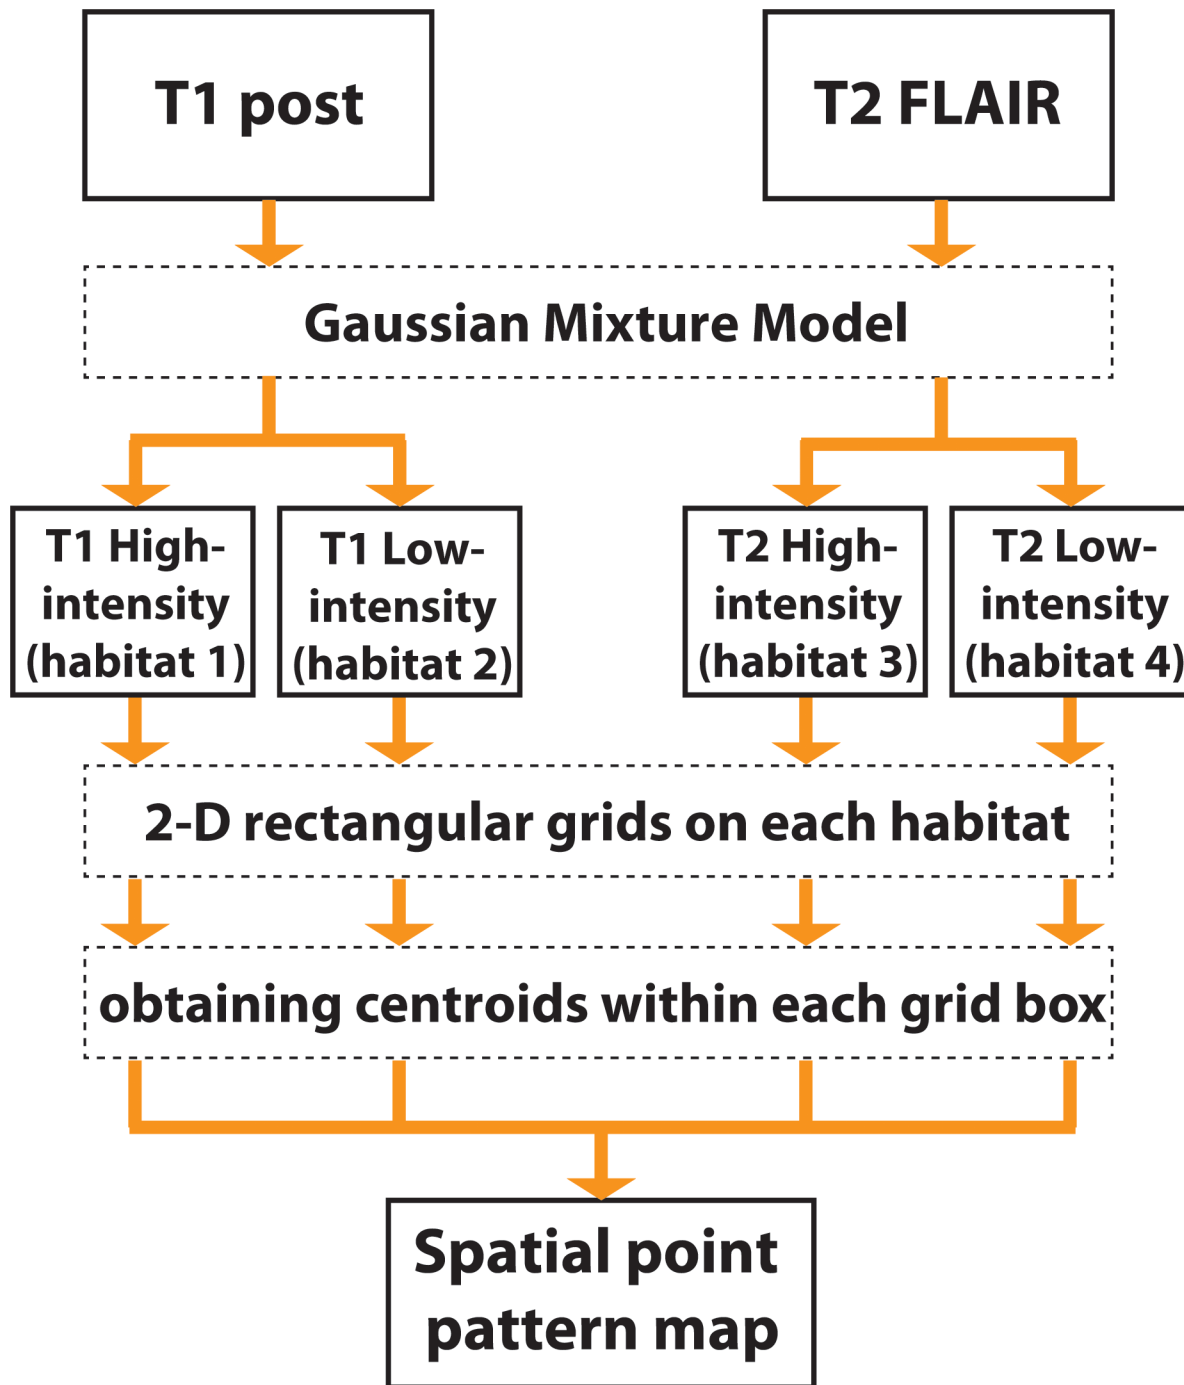 T1 post
T2 FLAIR
Gaussian Mixture Model
T1 High-
intensity
(habitat 1)
T1 Low-
intensity
(habitat 2)
T2 High-
intensity
(habitat 3)
T2 Low-
intensity
(habitat 4)
2-D rectangular grids on each habitat
obtaining centroids within each grid box
Spatial point
pattern map